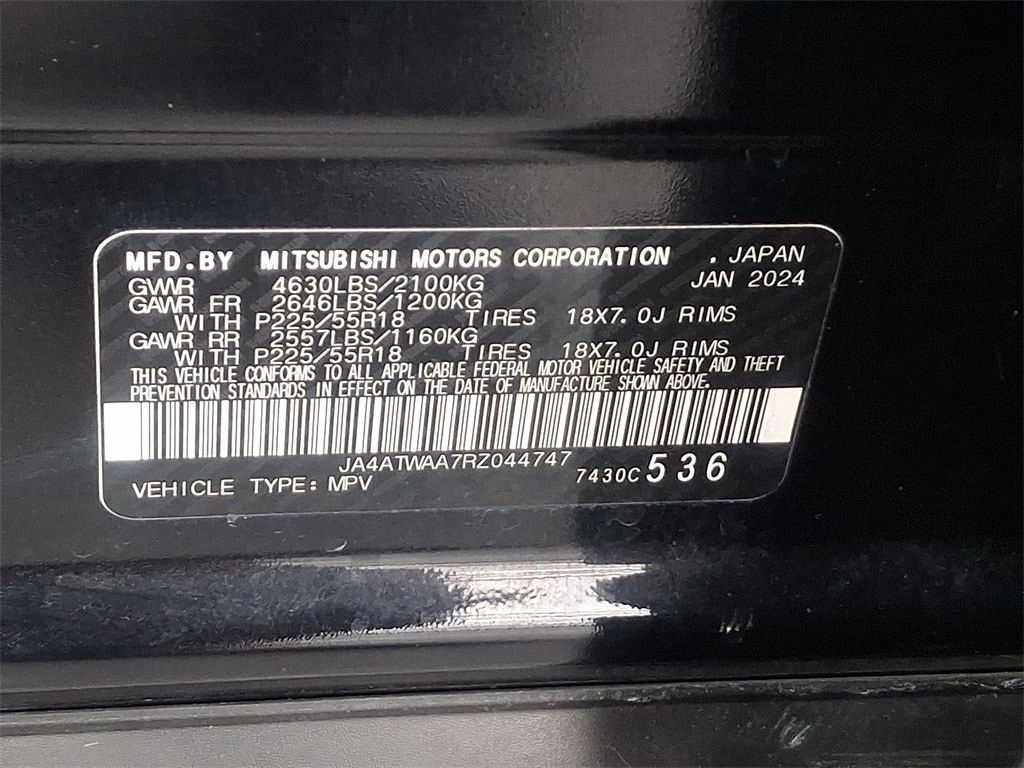 MFD.BY MITSUBISHI MOTORS CORPORATION . JAPAN
GVWR 4630LBS/2100KG JAN 2024
GAWR FR 2646LBS/1200KG
WITH P225/55R18 TIRES 18X7.0J RIMS
GAWR RR 2557LBS/1160KG
WITH P225/55R18 TIRES 18X7.0J RIMS
THIS VEHICLE CONFORMS TO ALL APPLICABLE FEDERAL MOTOR VEHICLE SAFETY AND THEFT
PREVENTION STANDARDS IN EFFECT ON THE DATE OF MANUFACTURE SHOWN ABOVE.
JA4ATWAA7RZ044747
VEHICLE TYPE: MPV 7430C 536